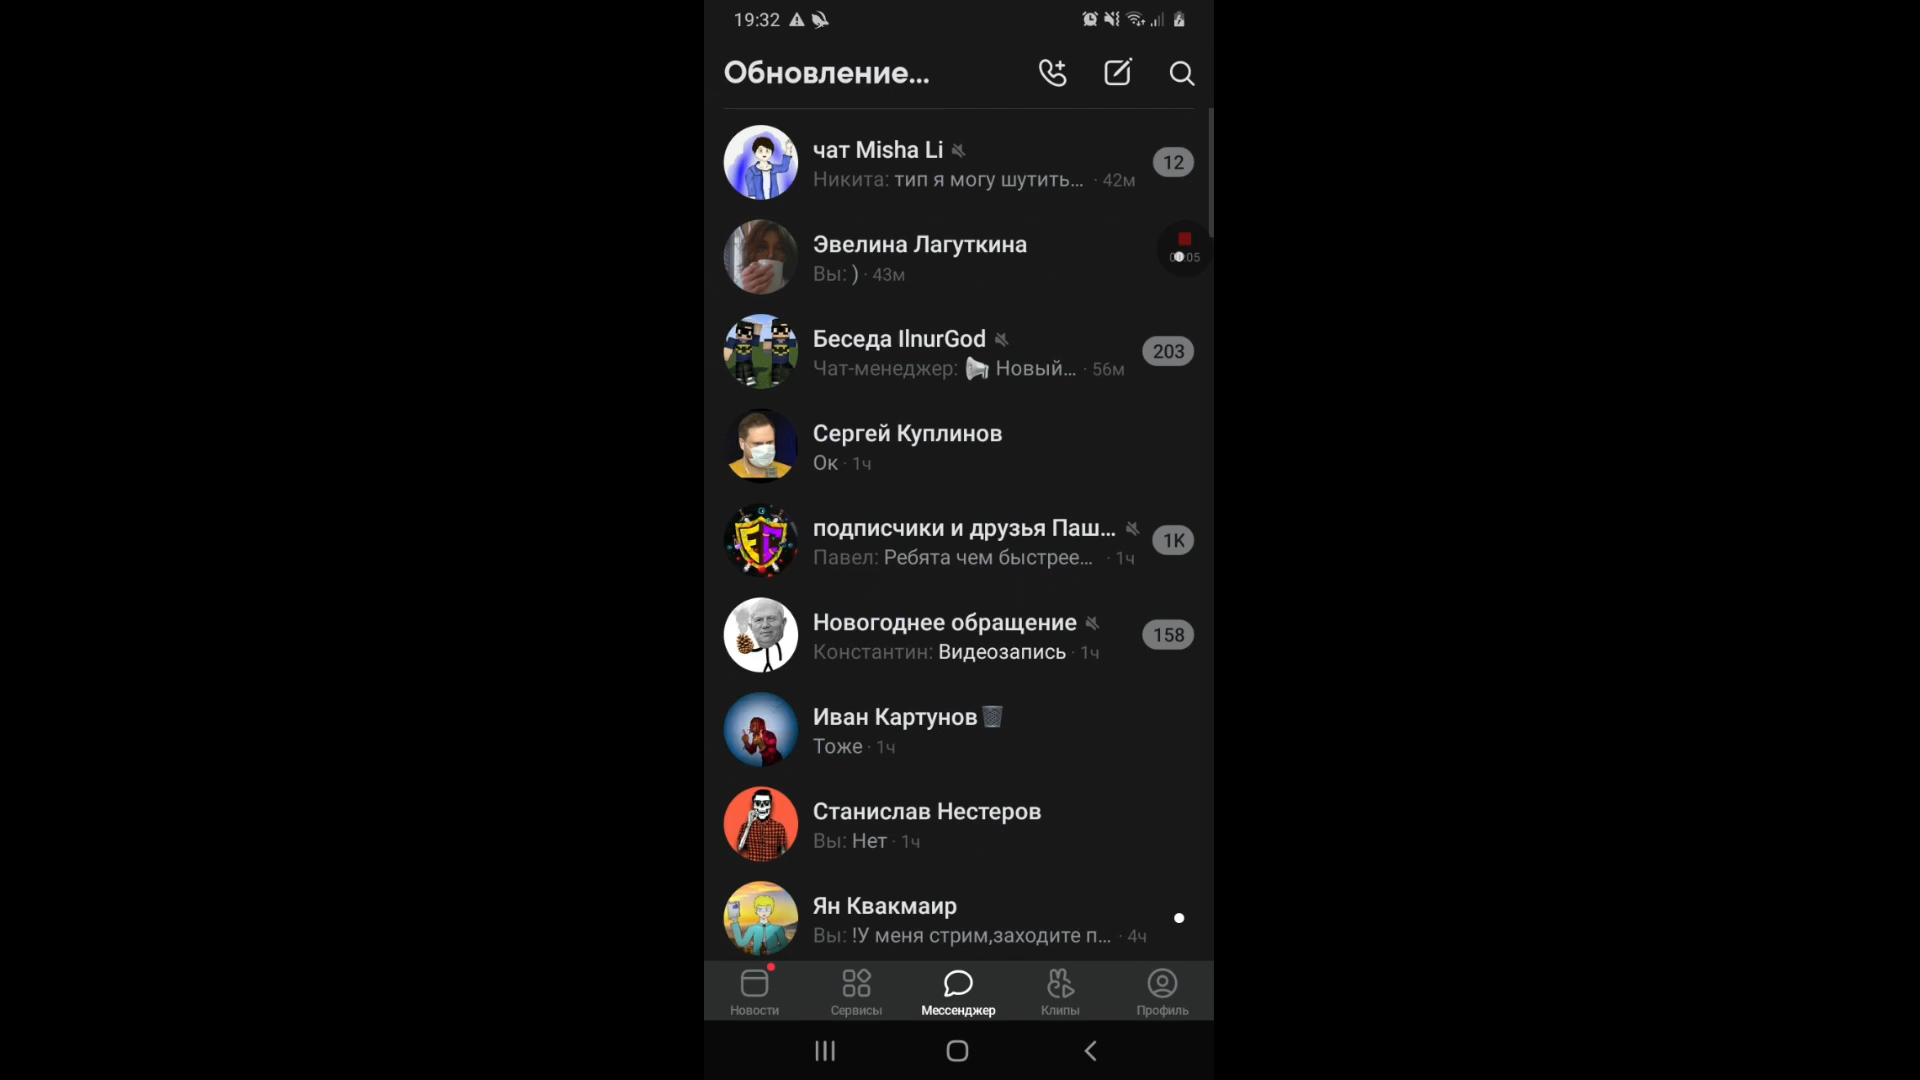 19:32
Обновление...
чат Misha Li
12
Никита: тип я могу шутить... · 42м
Эвелина Лагуткина
Вы: ) · 43м
Беседа IlnurGod
203
Чат-менеджер: Новый... · 56м
Сергей Куплинов
Ок · 1ч
подписчики и друзья Паш...
1K
Павел: Ребята чем быстрее... · 1ч
Новогоднее обращение
158
Константин: Видеозапись · 1ч
Иван Картунов
Тоже · 1ч
Станислав Нестеров
Вы: Нет · 1ч
Ян Квакмаир
Вы: !У меня стрим,заходите п... · 4ч
Новости Сервисы Мессенджер Клипы Профиль